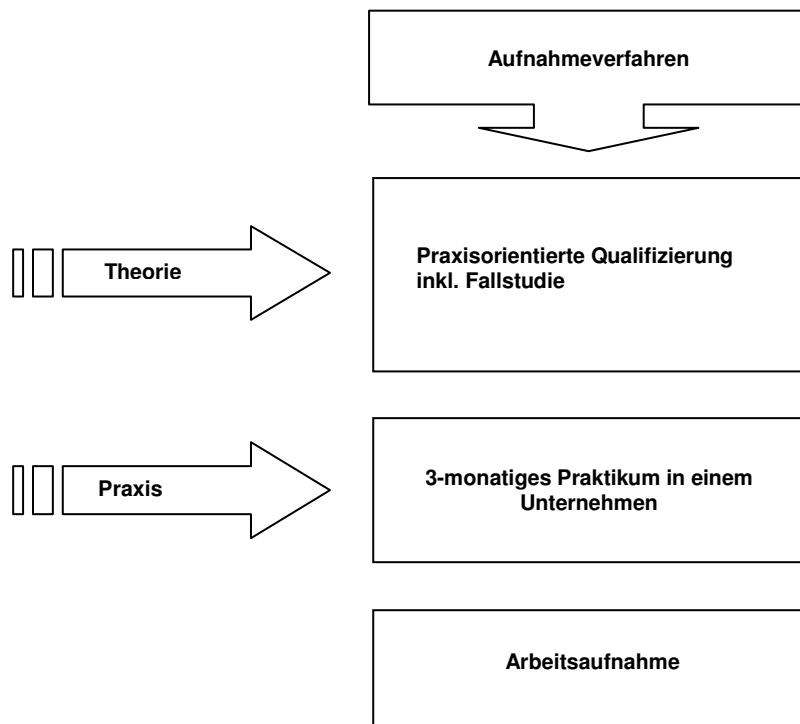 Aufnahmeverfahren
Theorie
Praxisorientierte Qualifizierung
inkl. Fallstudie
Praxis
3-monatiges Praktikum in einem
Unternehmen
Arbeitsaufnahme